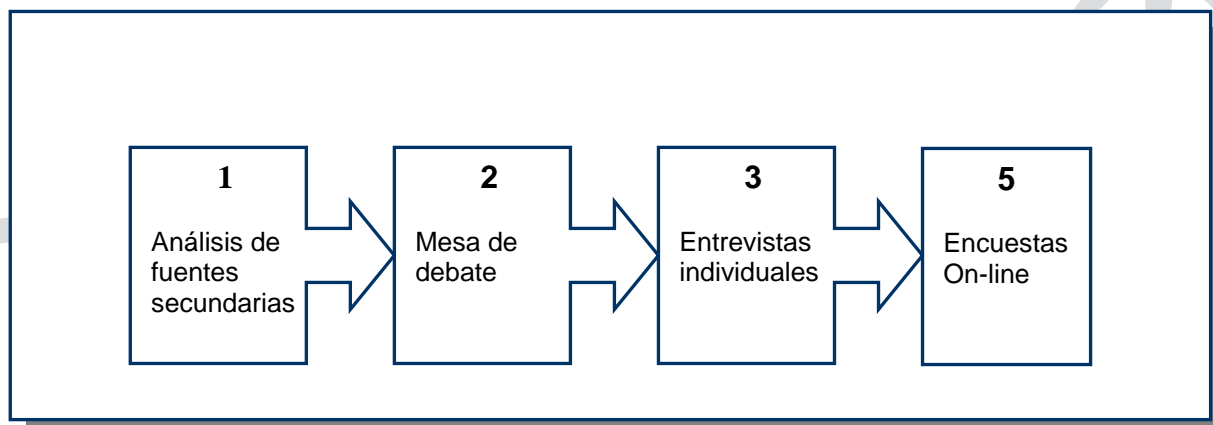 1
Análisis de
fuentes
secundarias
2
Mesa de
debate
3
Entrevistas
individuales
5
Encuestas
On-line